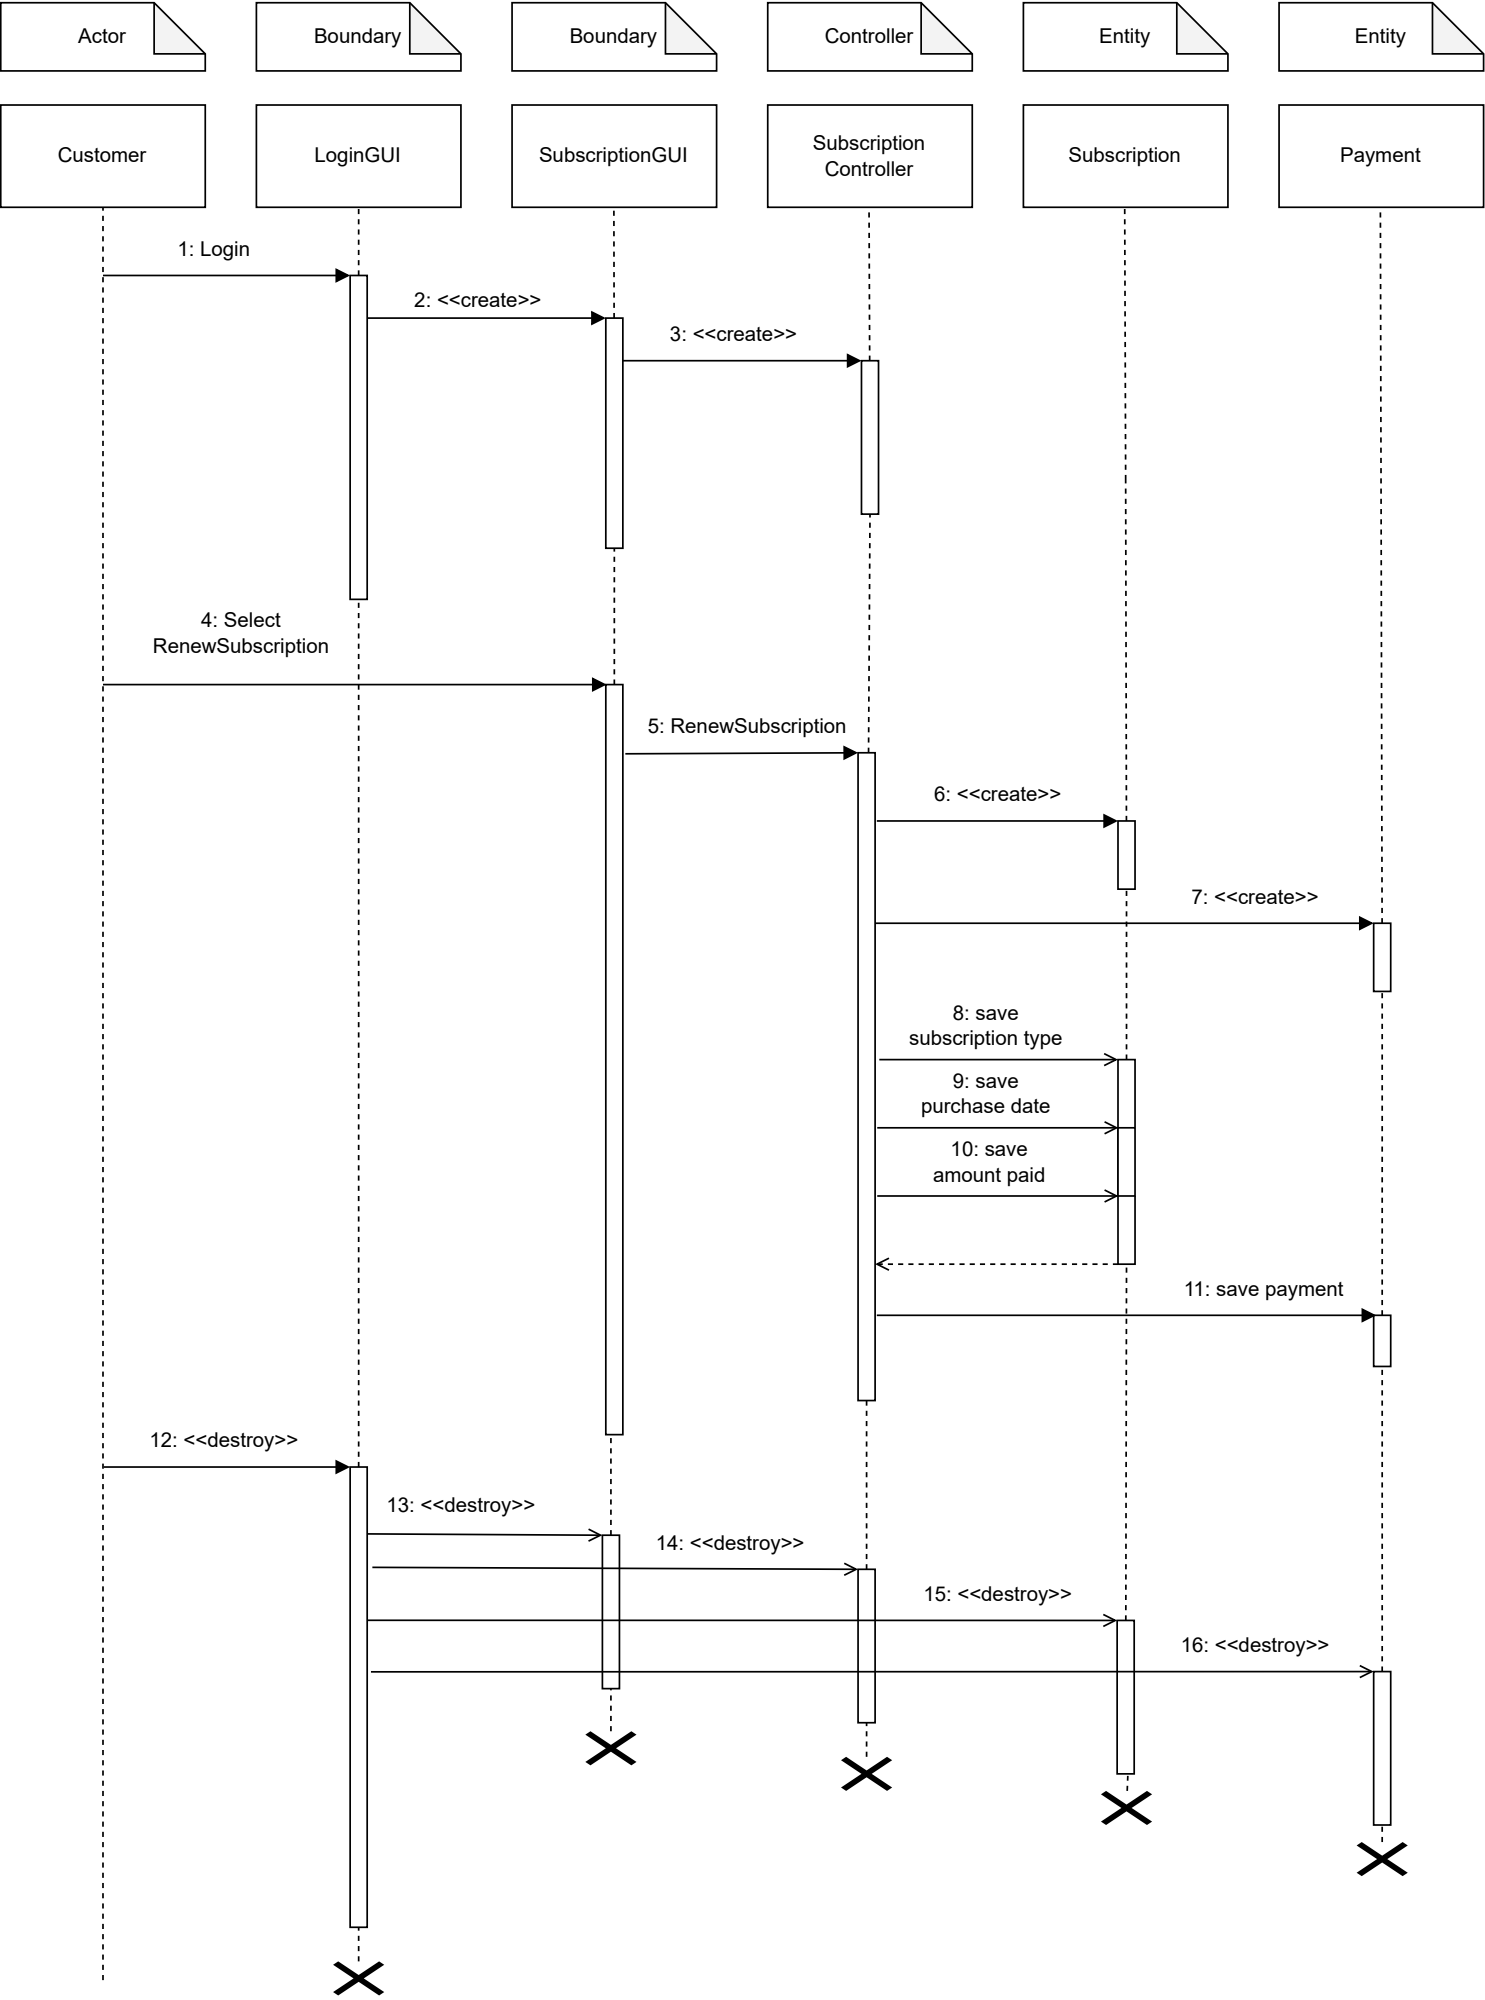 Actor
Boundary
Boundary
Controller
Entity
Entity
Customer
LoginGUI
SubscriptionGUI
Subscription
Controller
Subscription
Payment
1: Login
2: <<create>>
3: <<create>>
4: Select
RenewSubscription
5: RenewSubscription
6: <<create>>
7: <<create>>
8: save
subscription type
9: save
purchase date
10: save
amount paid
11: save payment
12: <<destroy>>
13: <<destroy>>
14: <<destroy>>
15: <<destroy>>
16: <<destroy>>